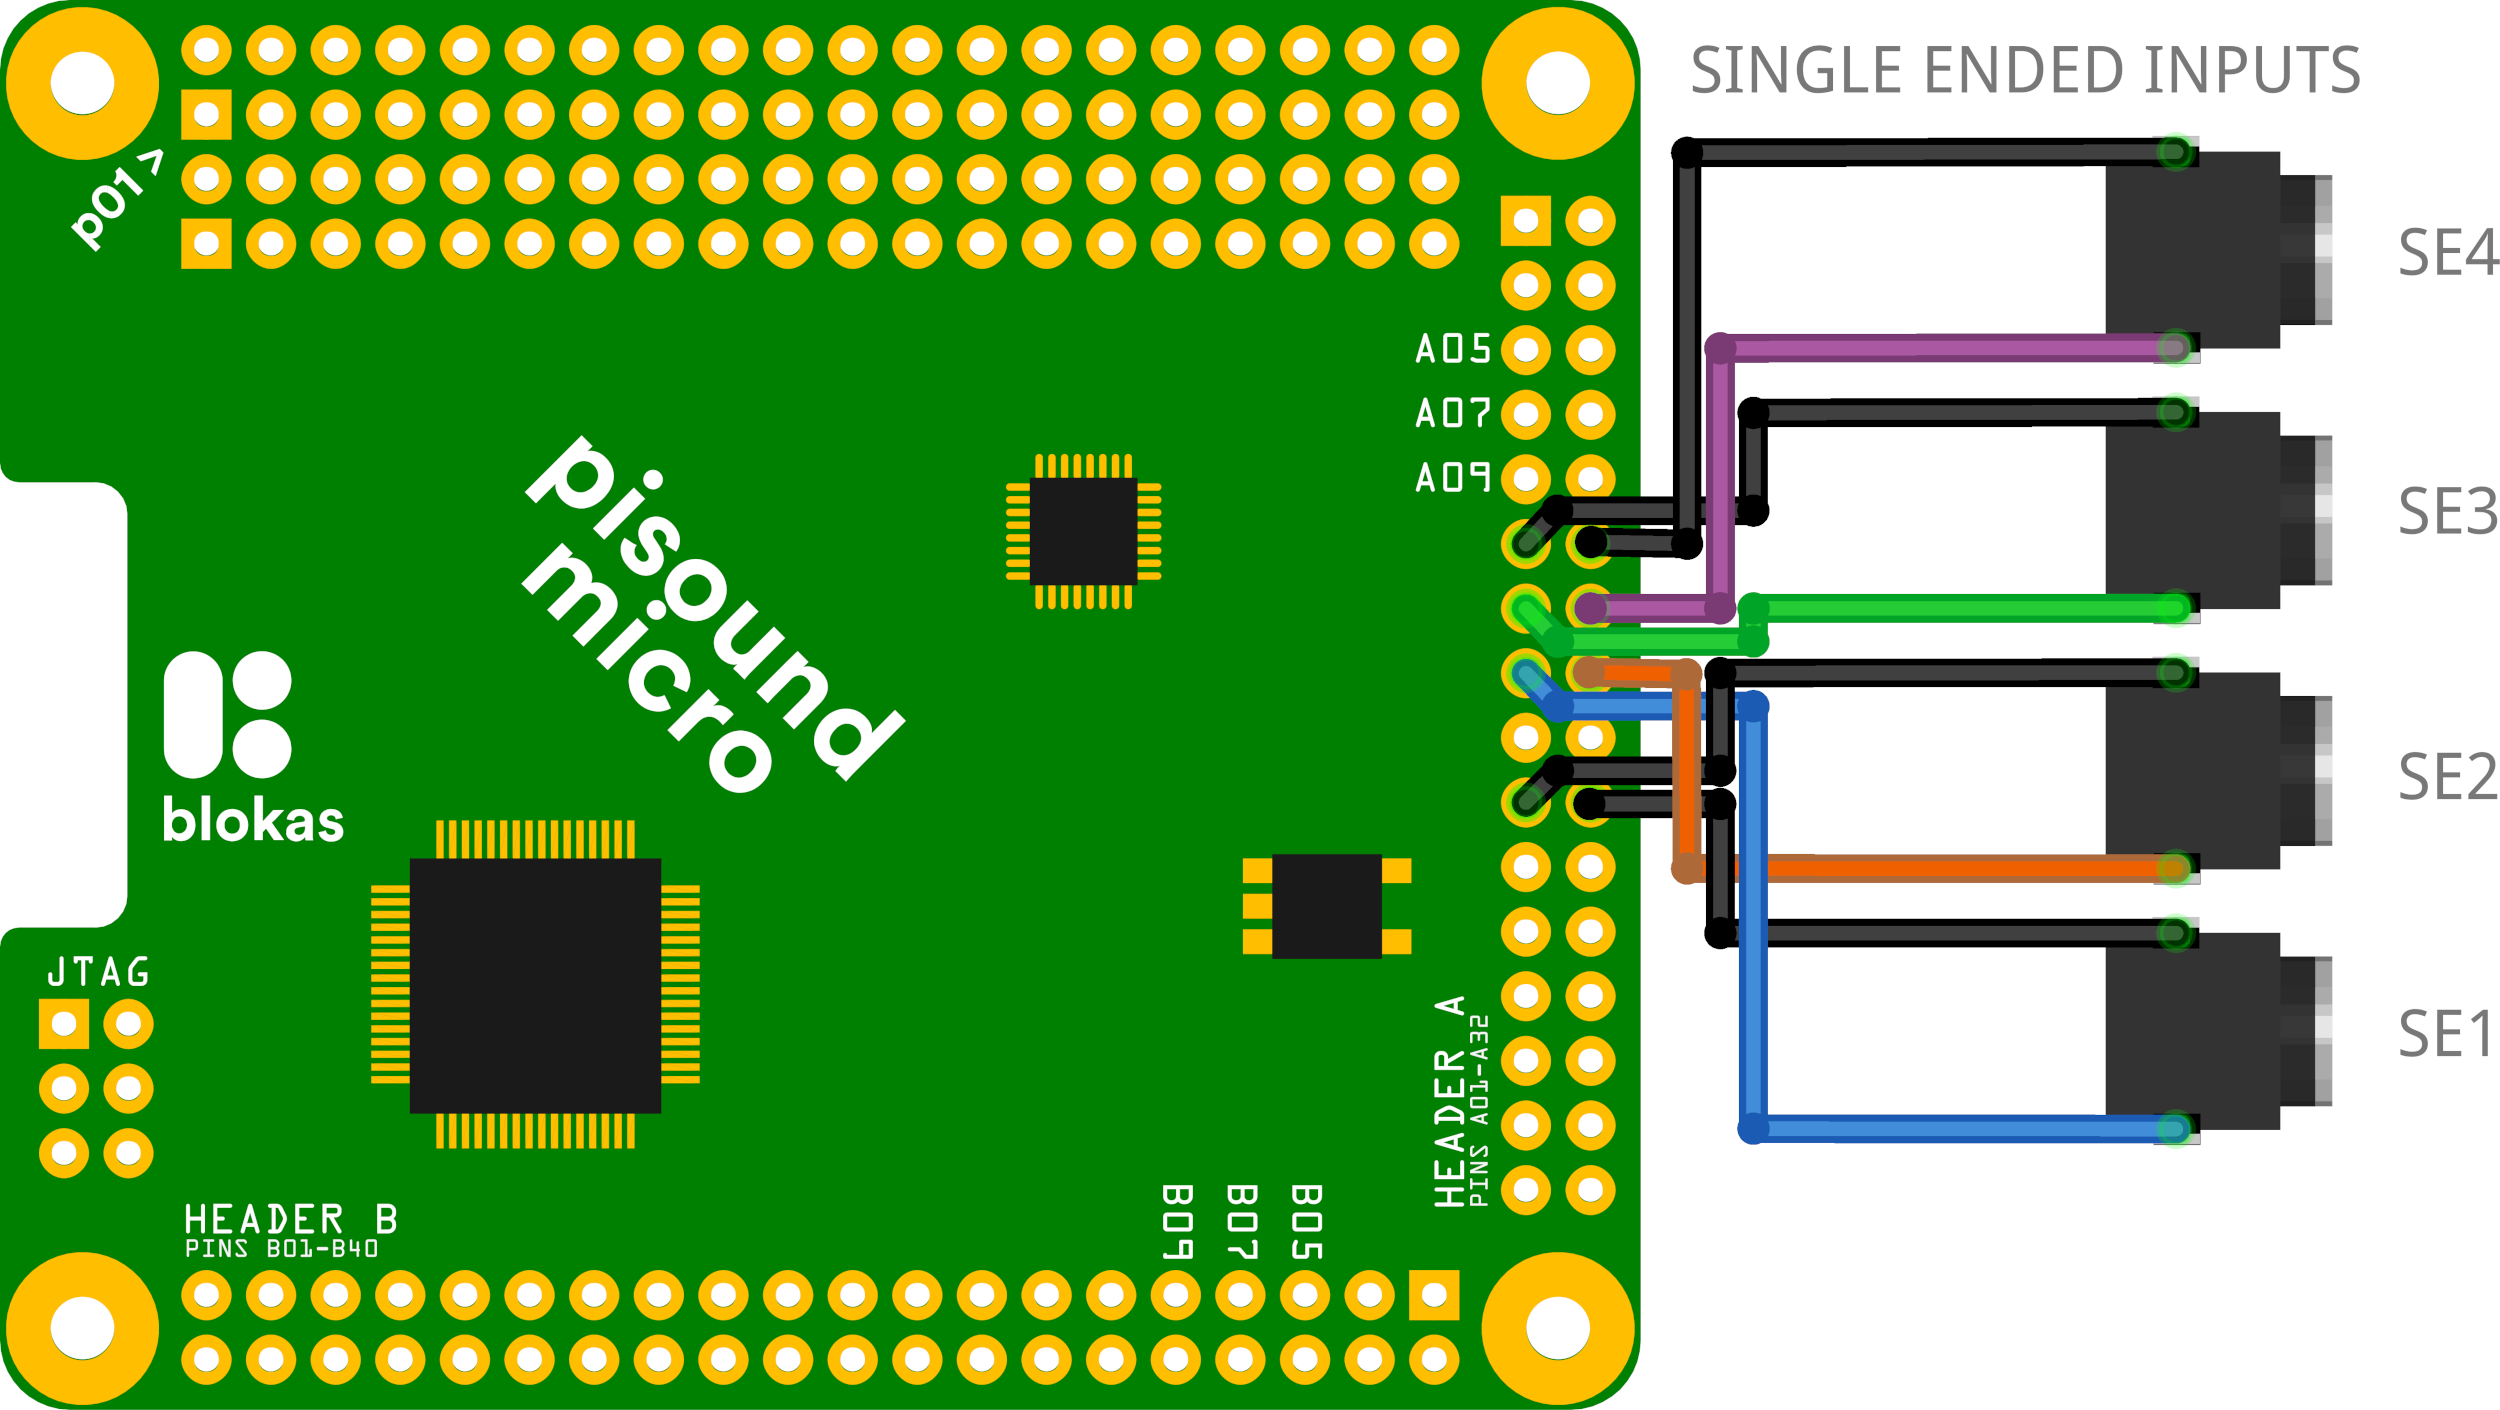 SINGLE ENDED INPUTS
port A
A05
A07
A09
SE4
SE3
SE2
SE1
pisound
micro
blokas
JTAG
HEADER A
PINS A01-A32
HEADER B
PINS B01-B40
B09
B07
B05